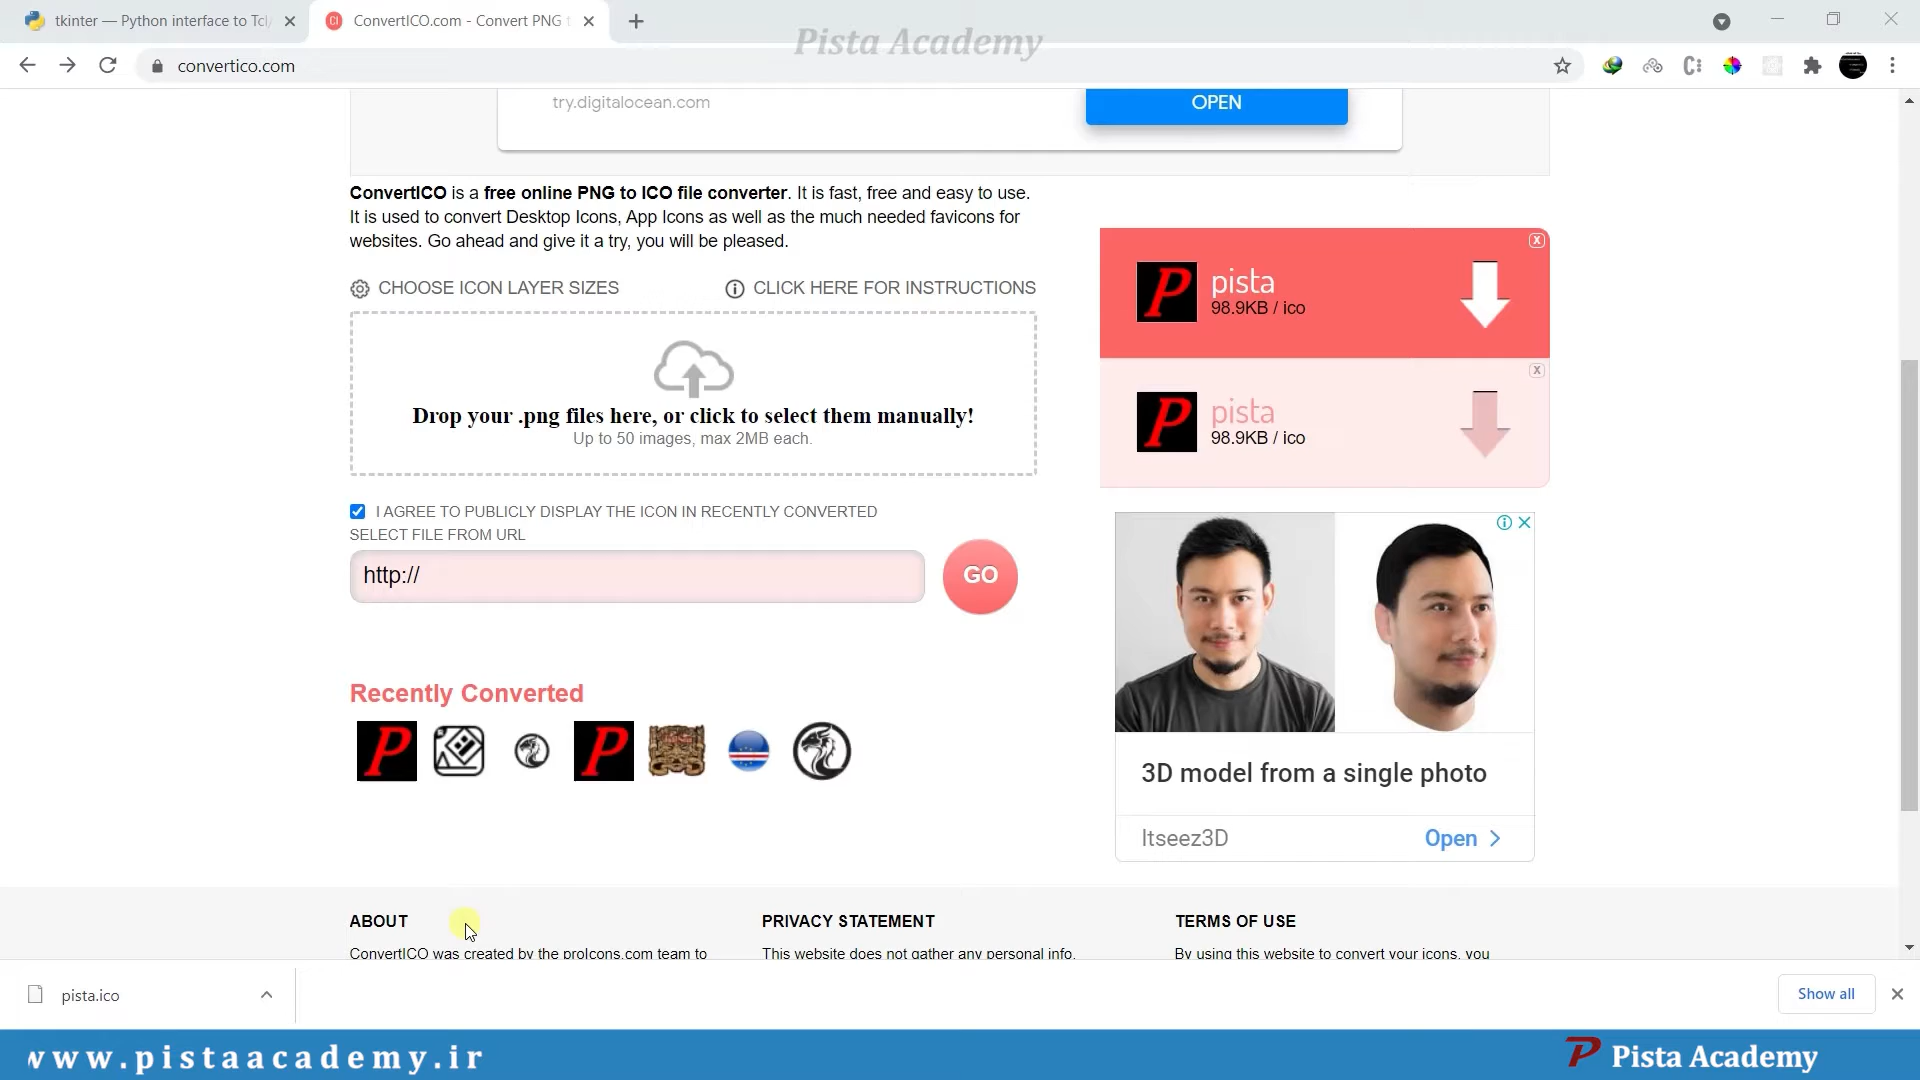 tkinter — Python interface to Tcl/
ConvertICO.com - Convert PNG t
Pista Academy
convertico.com
try.digitalocean.com
OPEN
ConvertICO is a free online PNG to ICO file converter. It is fast, free and easy to use.
It is used to convert Desktop Icons, App Icons as well as the much needed favicons for
websites. Go ahead and give it a try, you will be pleased.
CHOOSE ICON LAYER SIZES
CLICK HERE FOR INSTRUCTIONS
Drop your .png files here, or click to select them manually!
Up to 50 images, max 2MB each.
I AGREE TO PUBLICLY DISPLAY THE ICON IN RECENTLY CONVERTED
SELECT FILE FROM URL
http://
GO
P
pista
98.9KB / ico
X
P
pista
98.9KB / ico
X
Recently Converted
P
P
3D model from a single photo
Itseez3D
Open
ABOUT
ConvertICO was created by the proIcons.com team to
PRIVACY STATEMENT
This website does not gather any personal info.
TERMS OF USE
By using this website to convert your icons, you
pista.ico
Show all
www.pistaacademy.ir
P Pista Academy